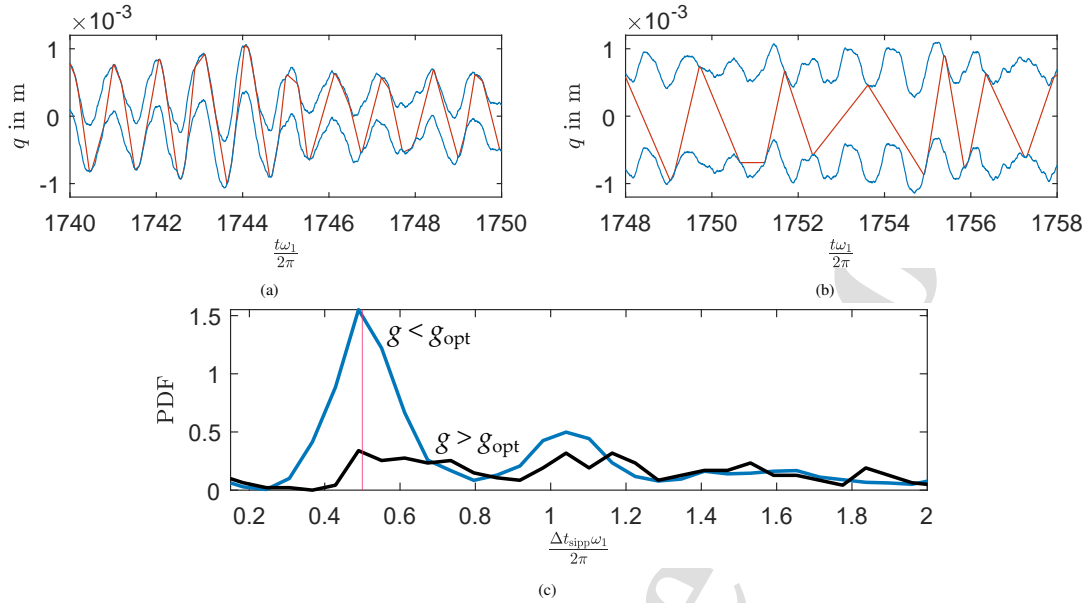 ×10⁻³ ×10⁻³
1 1
0 0
-1 -1
q in m q in m
1740 1742 1744 1746 1748 1750 1748 1750 1752 1754 1756 1758
tω₁/2π tω₁/2π
(a) (b)
1.5
1
0.5
0
PDF
g < g_opt
g > g_opt
0.2 0.4 0.6 0.8 1 1.2 1.4 1.6 1.8 2
Δt_sipp ω₁/2π
(c)